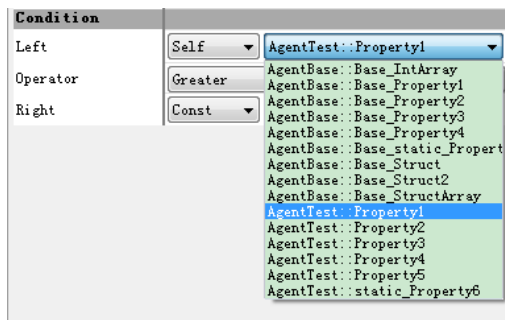 Condition
Left Self AgentTest::Property1
Operator Greater
Right Const
AgentBase::Base_IntArray
AgentBase::Base_Property1
AgentBase::Base_Property2
AgentBase::Base_Property3
AgentBase::Base_Property4
AgentBase::Base_static_Propert
AgentBase::Base_Struct
AgentBase::Base_Struct2
AgentBase::Base_StructArray
AgentTest::Property1
AgentTest::Property2
AgentTest::Property3
AgentTest::Property4
AgentTest::Property5
AgentTest::static_Property6